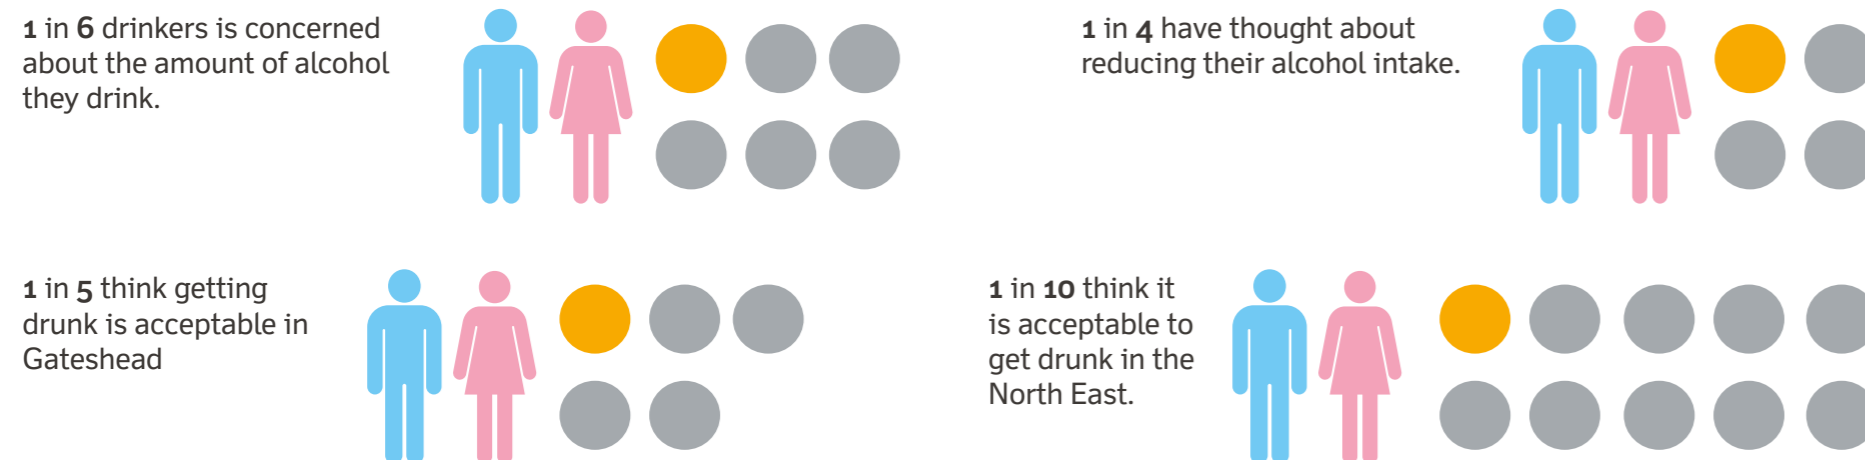 1 in 6 drinkers is concerned
about the amount of alcohol
they drink.
1 in 4 have thought about
reducing their alcohol intake.
1 in 5 think getting
drunk is acceptable in
Gateshead
1 in 10 think it
is acceptable to
get drunk in the
North East.